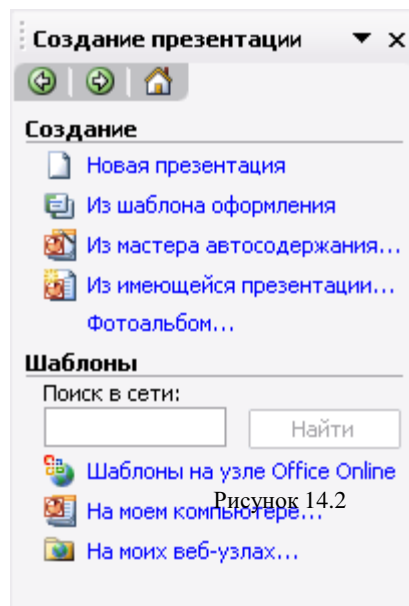 Создание презентации
Создание
Новая презентация
Из шаблона оформления
Из мастера автосодержания...
Из имеющейся презентации...
Фотоальбом...
Шаблоны
Поиск в сети:
Найти
Шаблоны на узле Office Online
Рисунок 14.2
На моем компьютере...
На моих веб-узлах...